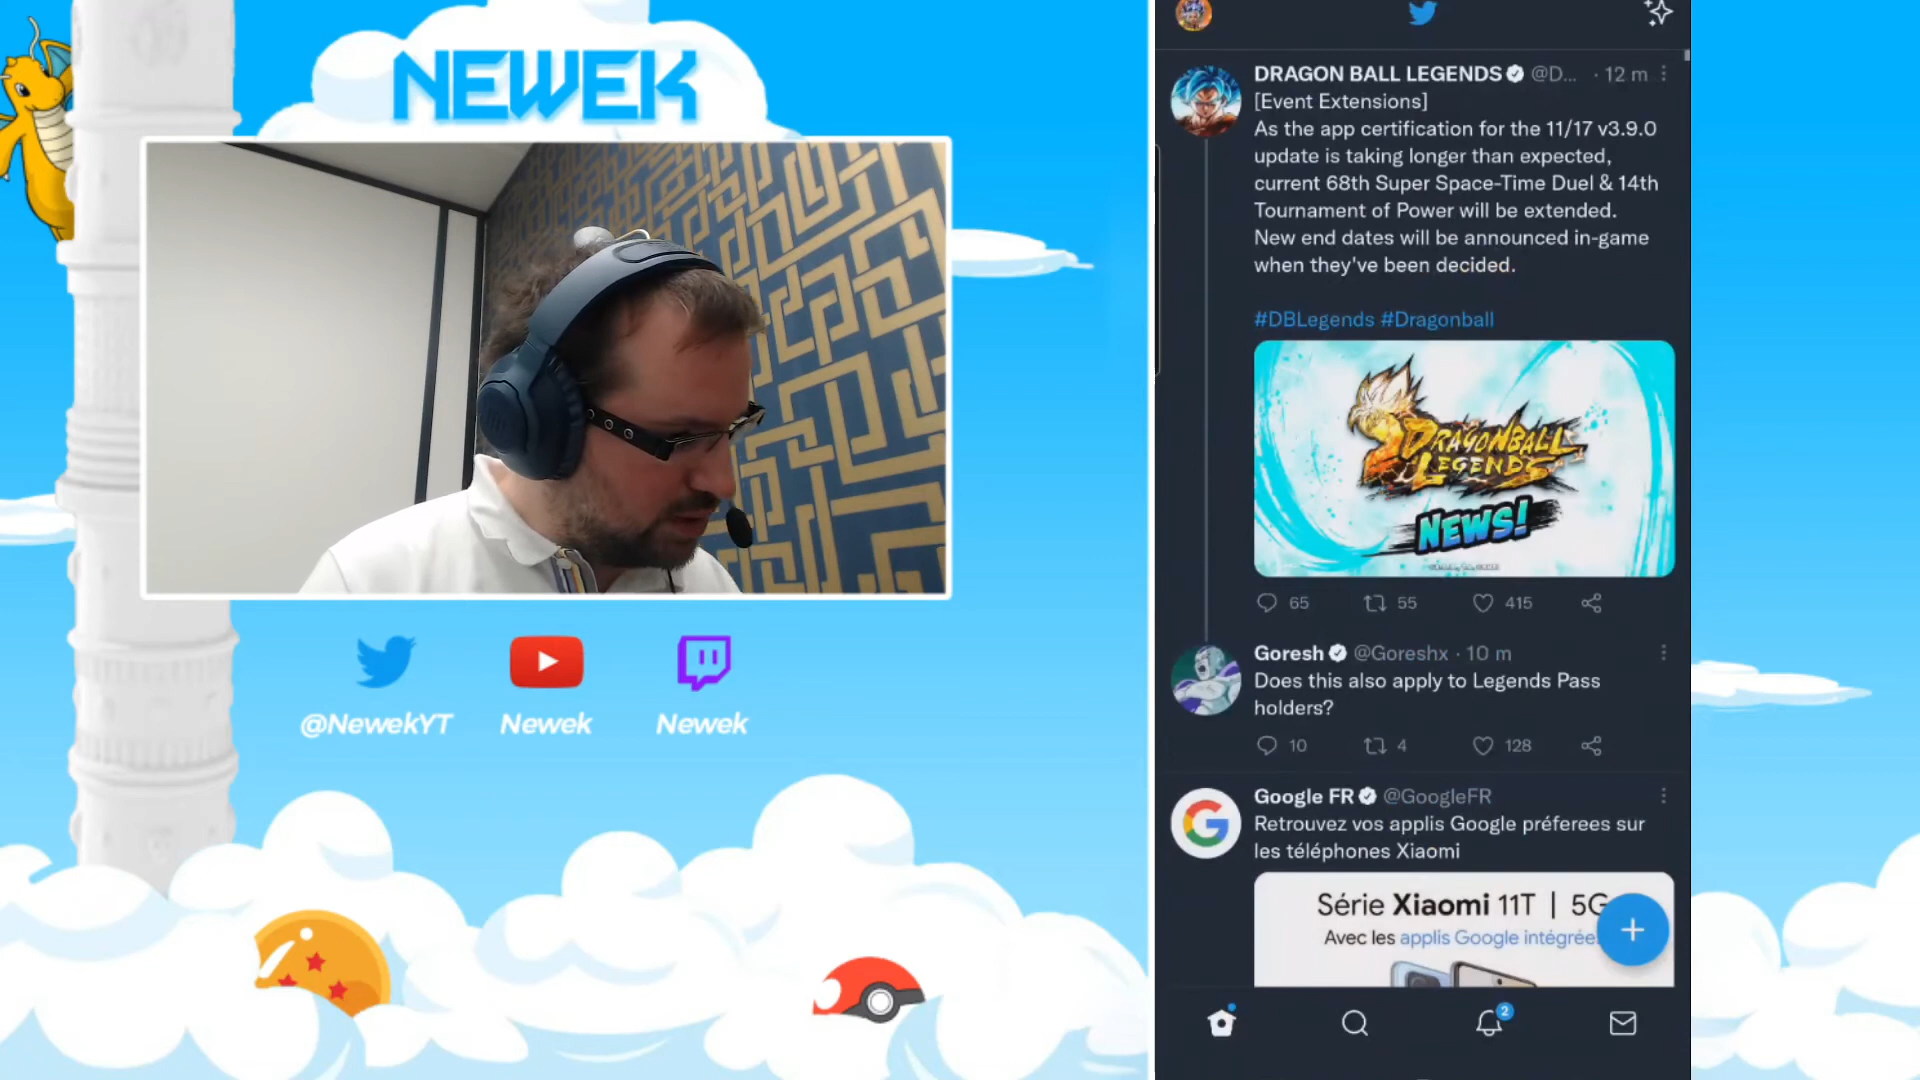 NEWEK
@NewekYT
Newek
Newek
DRAGON BALL LEGENDS @D... · 12 m
[Event Extensions]
As the app certification for the 11/17 v3.9.0
update is taking longer than expected,
current 68th Super Space-Time Duel & 14th
Tournament of Power will be extended.
New end dates will be announced in-game
when they've been decided.
#DBLegends #Dragonball
DRAGONBALL
LEGENDS
NEWS!
65 55 415
Goresh @Goreshx · 10 m
Does this also apply to Legends Pass
holders?
10 4 128
Google FR @GoogleFR
Retrouvez vos applis Google préferees sur
les téléphones Xiaomi
Série Xiaomi 11T | 5G
Avec les applis Google intégrée
2